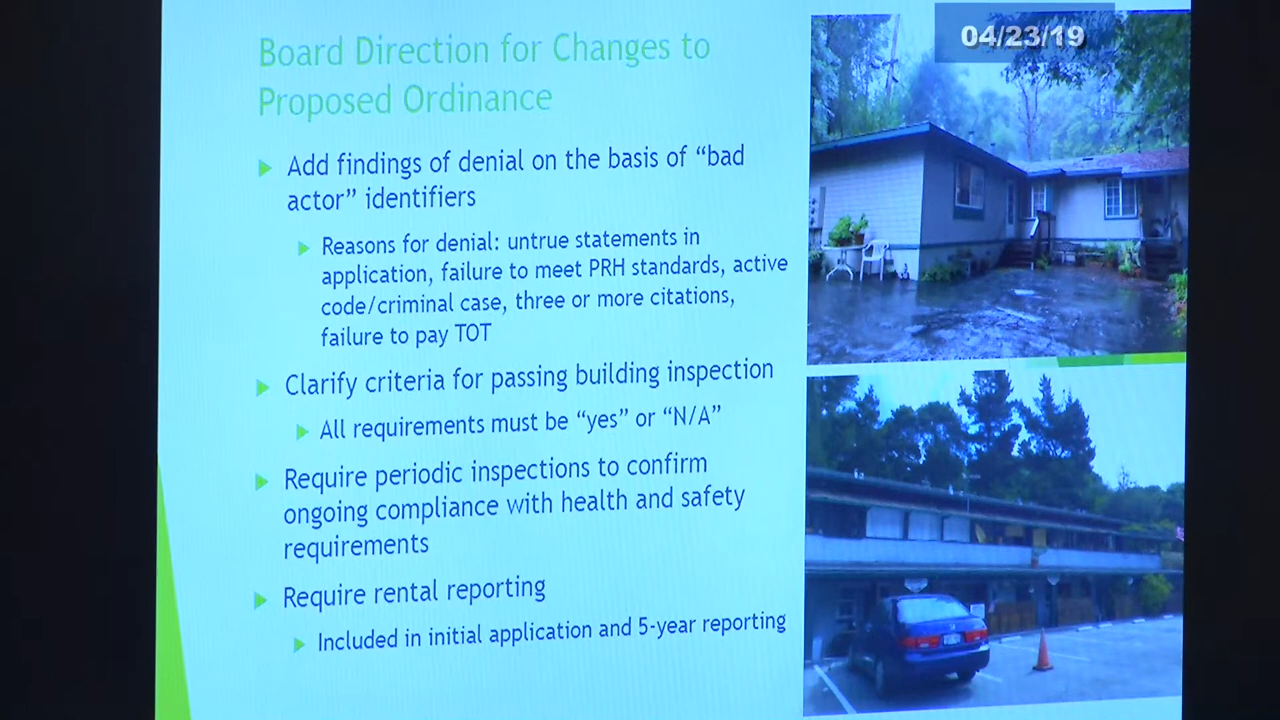 04/23/19
Board Direction for Changes to
Proposed Ordinance
Add findings of denial on the basis of “bad
actor” identifiers
Reasons for denial: untrue statements in
application, failure to meet PRH standards, active
code/criminal case, three or more citations,
failure to pay TOT
Clarify criteria for passing building inspection
All requirements must be “yes” or “N/A”
Require periodic inspections to confirm
ongoing compliance with health and safety
requirements
Require rental reporting
Included in initial application and 5-year reporting